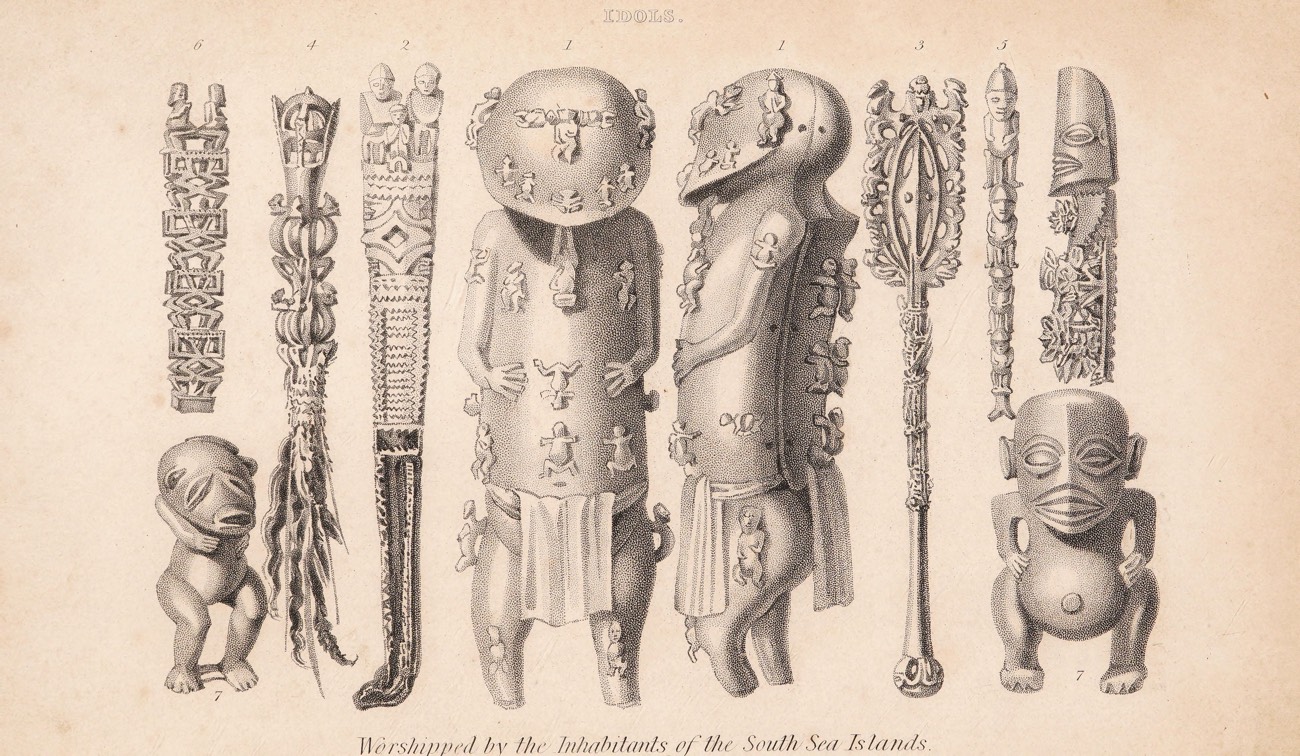 IDOLS.
6 4 2 1 1 3 5
7 7
Worshipped by the Inhabitants of the South Sea Islands.